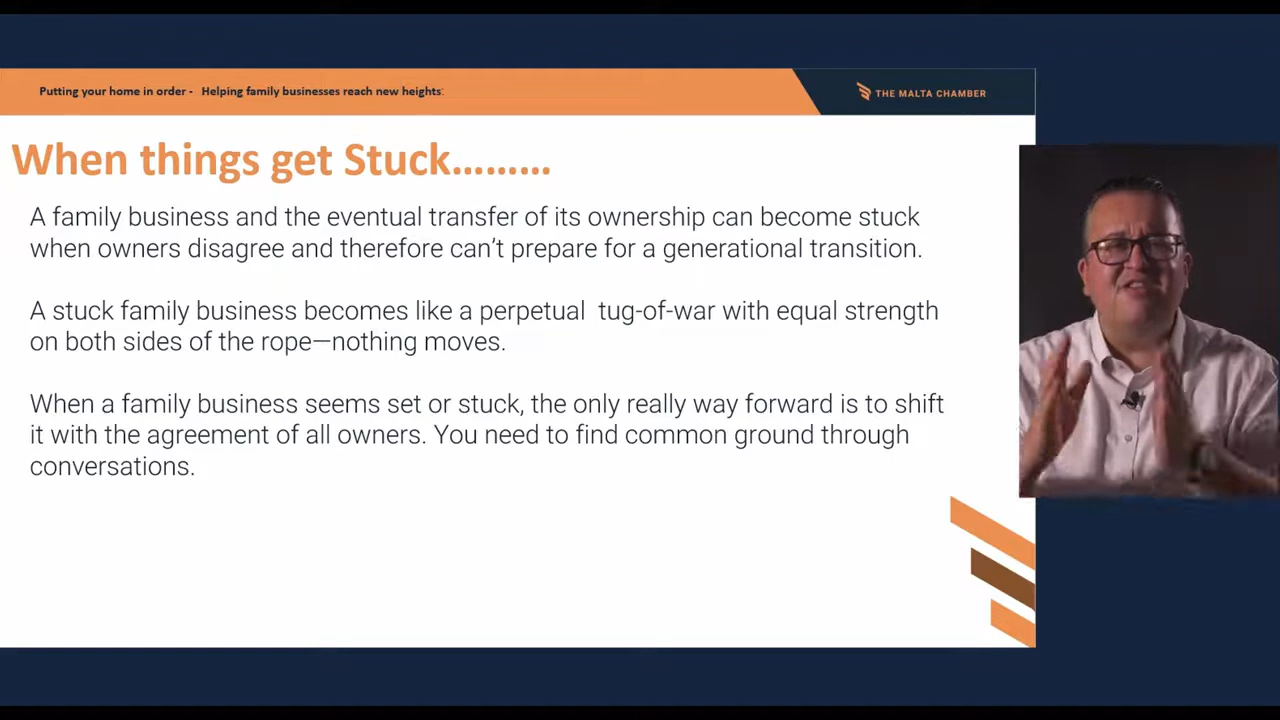 Putting your home in order -   Helping family businesses reach new heights:
THE MALTA CHAMBER
When things get Stuck.........
A family business and the eventual transfer of its ownership can become stuck
when owners disagree and therefore can't prepare for a generational transition.
A stuck family business becomes like a perpetual  tug-of-war with equal strength
on both sides of the rope—nothing moves.
When a family business seems set or stuck, the only really way forward is to shift
it with the agreement of all owners. You need to find common ground through
conversations.